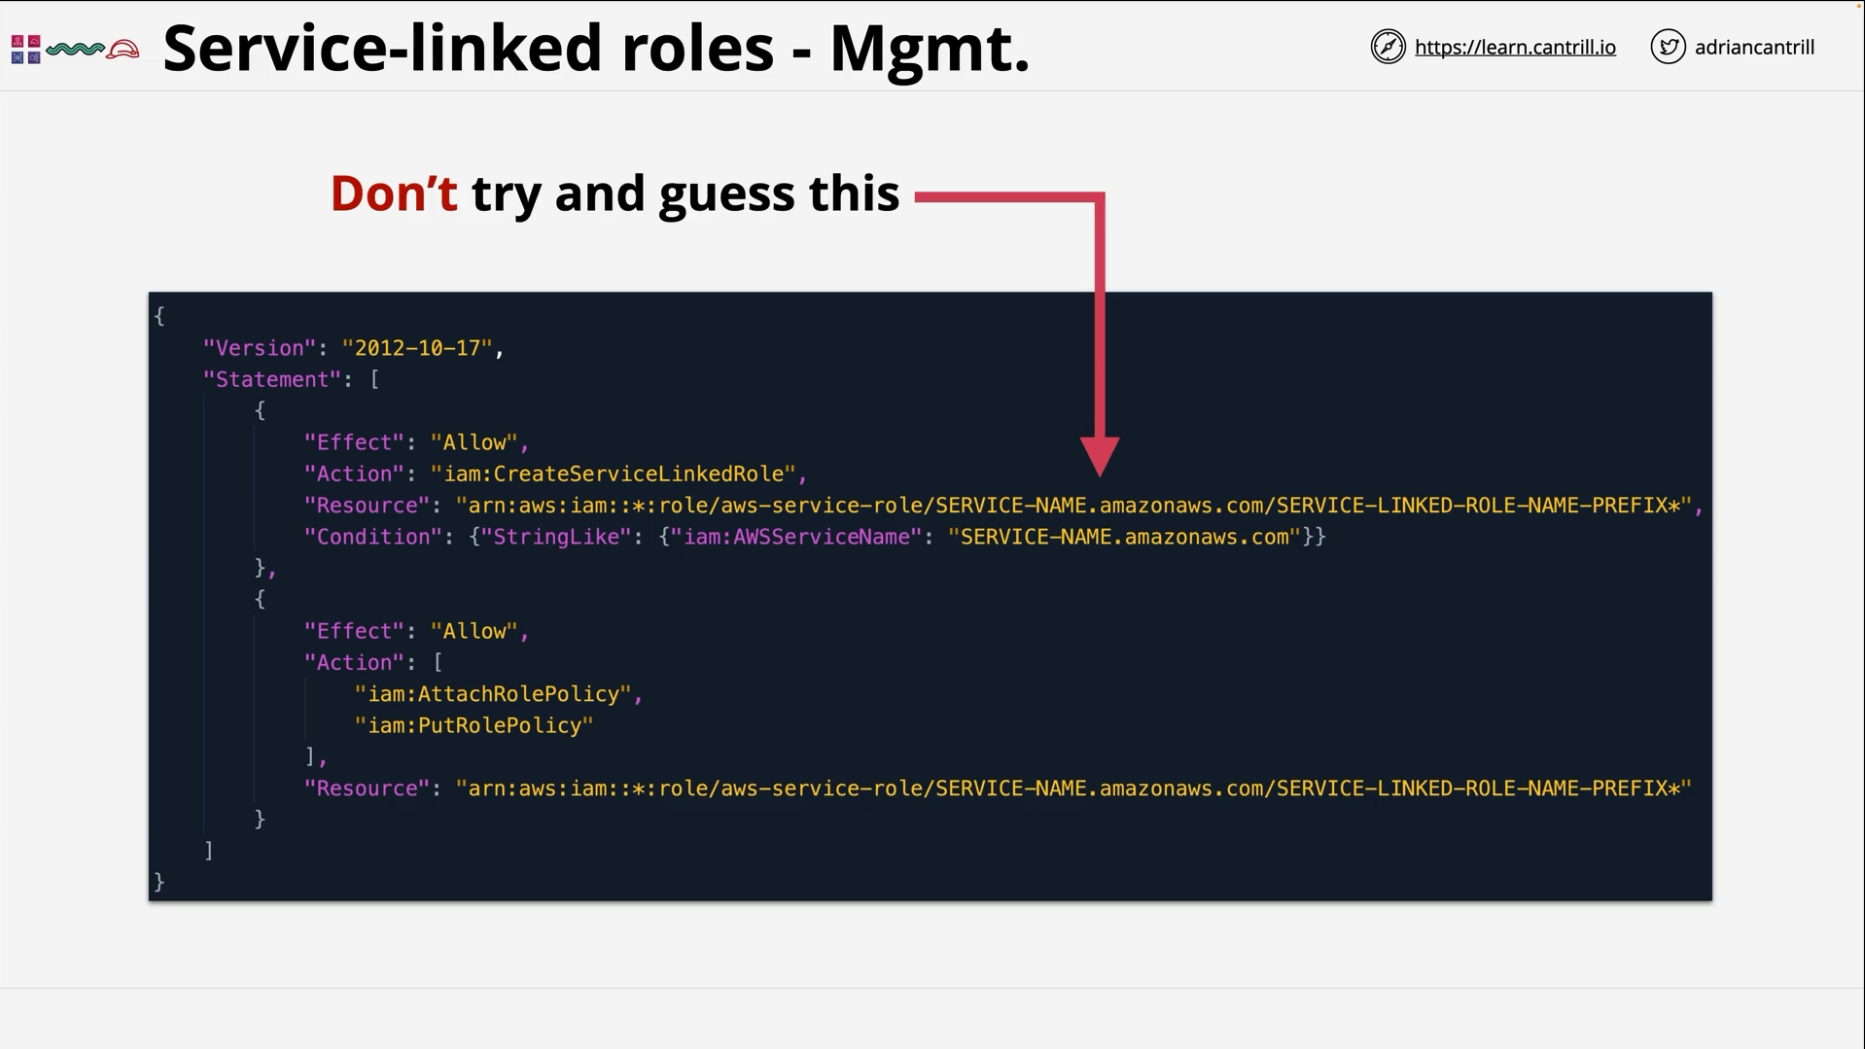 Service-linked roles - Mgmt.
https://learn.cantrill.io
adriancantrill
Don’t try and guess this
{
"Version": "2012-10-17",
"Statement": [
{
"Effect": "Allow",
"Action": "iam:CreateServiceLinkedRole",
"Resource": "arn:aws:iam::*:role/aws-service-role/SERVICE-NAME.amazonaws.com/SERVICE-LINKED-ROLE-NAME-PREFIX*",
"Condition": {"StringLike": {"iam:AWSServiceName": "SERVICE-NAME.amazonaws.com"}}
},
{
"Effect": "Allow",
"Action": [
"iam:AttachRolePolicy",
"iam:PutRolePolicy"
],
"Resource": "arn:aws:iam::*:role/aws-service-role/SERVICE-NAME.amazonaws.com/SERVICE-LINKED-ROLE-NAME-PREFIX*"
}
]
}